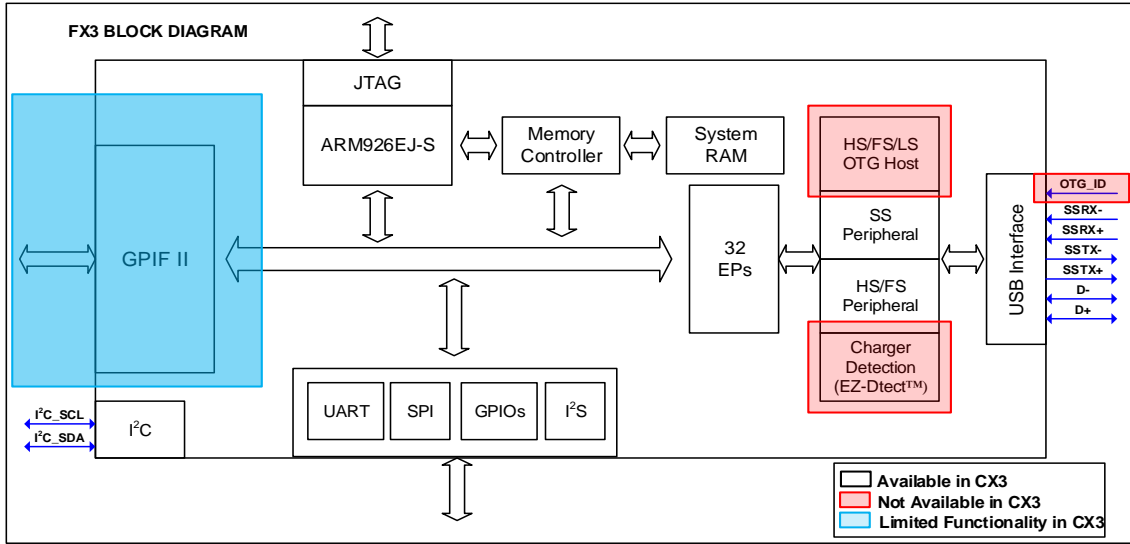 FX3 BLOCK DIAGRAM
JTAG
ARM926EJ-S
Memory
Controller
System
RAM
HS/FS/LS
OTG Host
SS
Peripheral
HS/FS
Peripheral
Charger
Detection
(EZ-Dtect™)
32
EPs
USB Interface
OTG_ID
SSRX-
SSRX+
SSTX-
SSTX+
D-
D+
GPIF II
I²C_SCL
I²C_SDA
I²C
UART
SPI
GPIOs
I²S
Available in CX3
Not Available in CX3
Limited Functionality in CX3